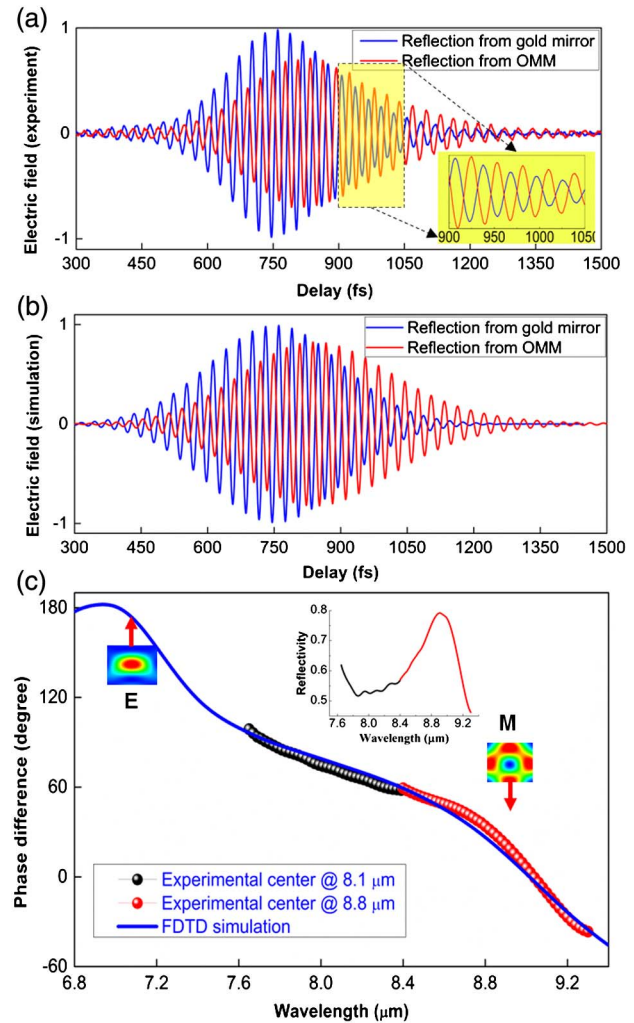 (a)
1
0
-1
Electric field (experiment)
Reflection from gold mirror
Reflection from OMM
900 950 1000 1050
300 450 600 750 900 1050 1200 1350 1500
Delay (fs)
(b)
1
0
-1
Electric field (simulation)
Reflection from gold mirror
Reflection from OMM
300 450 600 750 900 1050 1200 1350 1500
Delay (fs)
(c)
180
120
60
0
-60
Phase difference (degree)
E
0.8
0.7
0.6
0.5
Reflectivity
7.6 8.0 8.4 8.8 9.2
Wavelength (μm)
M
Experimental center @ 8.1 μm
Experimental center @ 8.8 μm
FDTD simulation
6.8 7.2 7.6 8.0 8.4 8.8 9.2
Wavelength (μm)